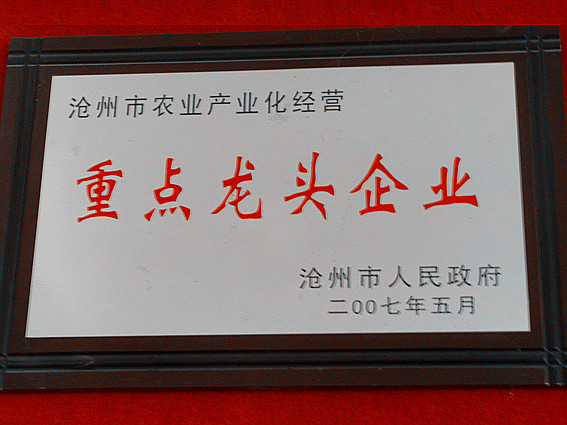 沧州市农业产业化经营
重点龙头企业
沧州市人民政府
二00七年五月